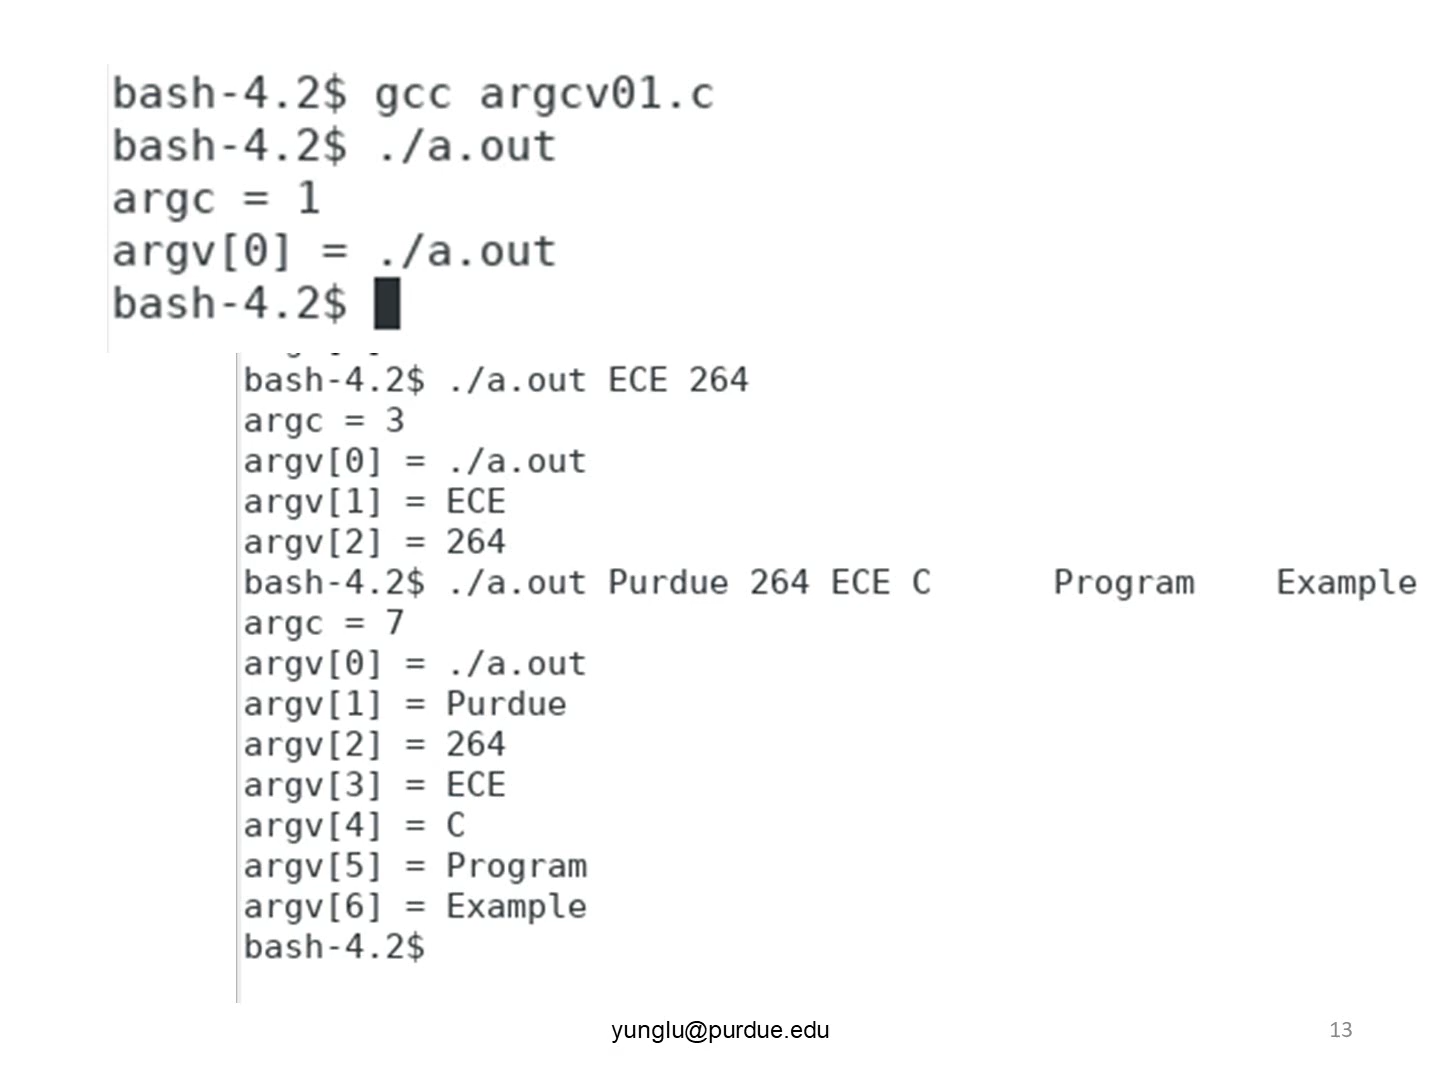 bash-4.2$ gcc argcv01.c
bash-4.2$ ./a.out
argc = 1
argv[0] = ./a.out
bash-4.2$
bash-4.2$ ./a.out ECE 264
argc = 3
argv[0] = ./a.out
argv[1] = ECE
argv[2] = 264
bash-4.2$ ./a.out Purdue 264 ECE C      Program    Example
argc = 7
argv[0] = ./a.out
argv[1] = Purdue
argv[2] = 264
argv[3] = ECE
argv[4] = C
argv[5] = Program
argv[6] = Example
bash-4.2$
yunglu@purdue.edu
13